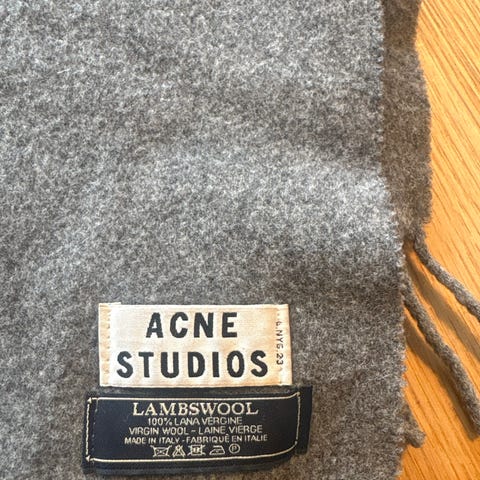 ACNE
STUDIOS
LAMBSWOOL
100% LANA VERGINE
VIRGIN WOOL - LAINE VIERGE
MADE IN ITALY - FABRIQUÉ EN ITALIE